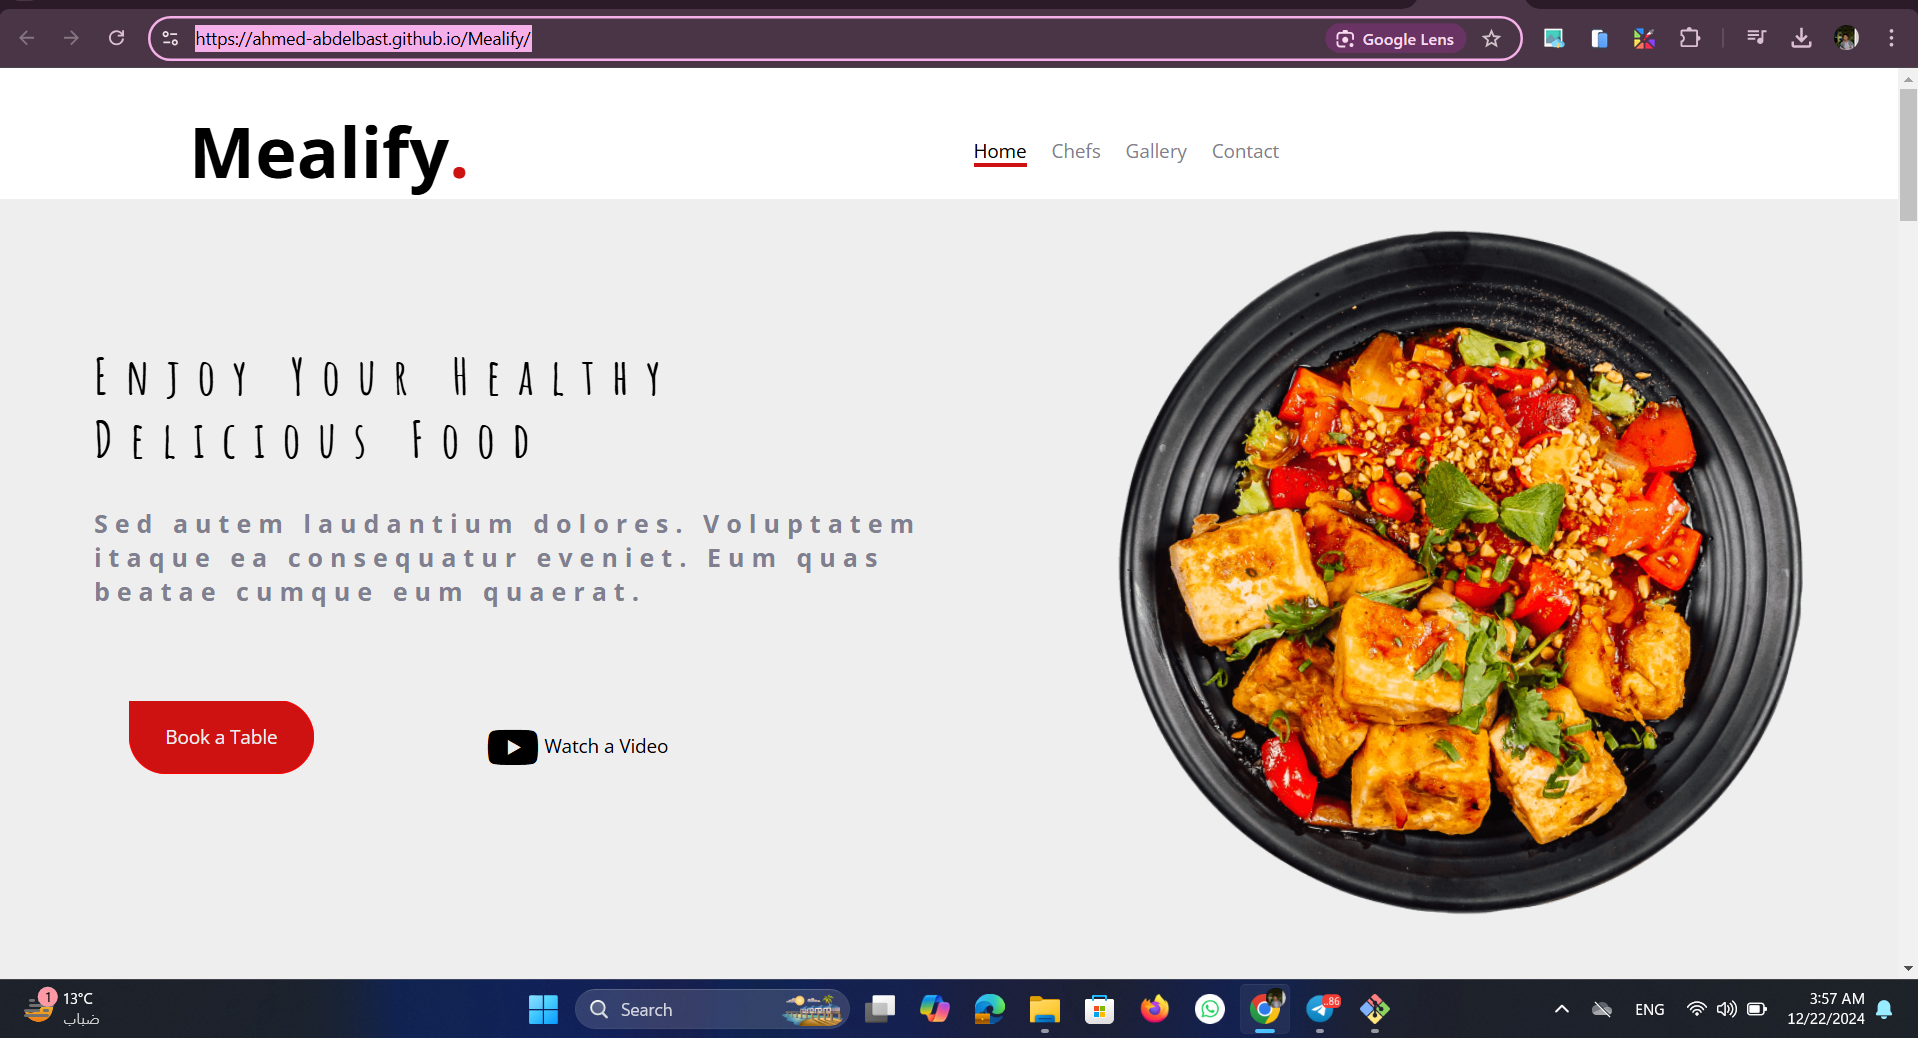 https://ahmed-abdelbast.github.io/Mealify/
Google Lens
Mealify.
Home Chefs Gallery Contact
Enjoy Your Healthy
Delicious Food
Sed autem laudantium dolores. Voluptatem
itaque ea consequatur eveniet. Eum quas
beatae cumque eum quaerat.
Book a Table
Watch a Video
1
13°C
ضباب
Search
..86
ENG
3:57 AM
12/22/2024